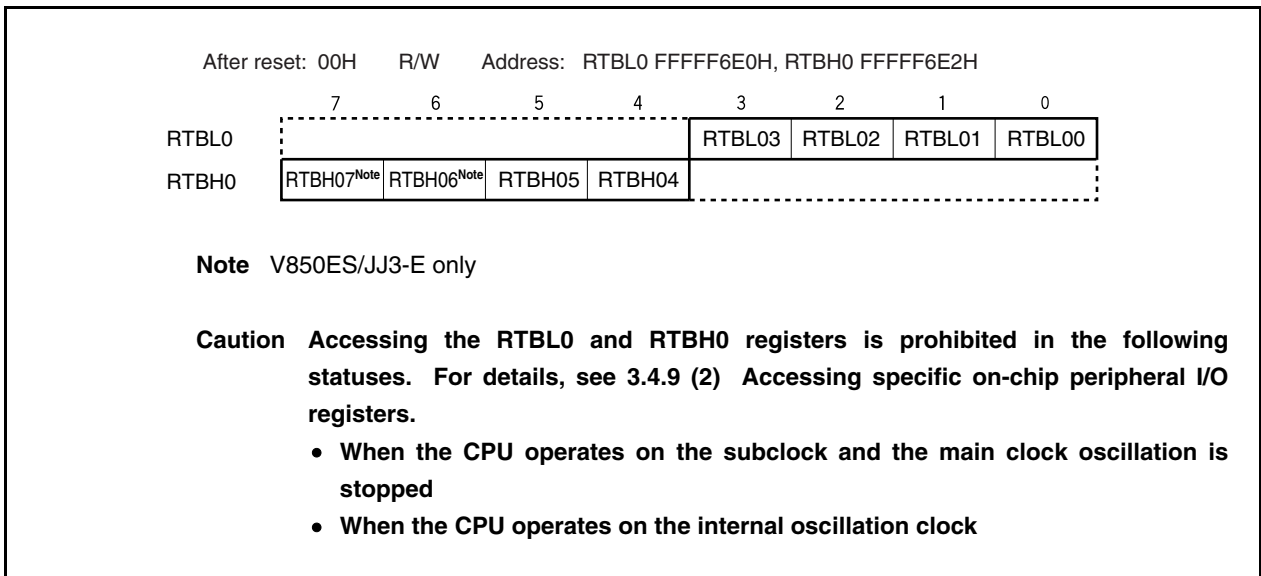 After reset: 00H R/W Address: RTBL0 FFFFF6E0H, RTBH0 FFFFF6E2H
7 6 5 4 3 2 1 0
RTBL0 RTBL03 RTBL02 RTBL01 RTBL00
RTBH0 RTBH07Note RTBH06Note RTBH05 RTBH04
Note V850ES/JJ3-E only
Caution Accessing the RTBL0 and RTBH0 registers is prohibited in the following
statuses. For details, see 3.4.9 (2) Accessing specific on-chip peripheral I/O
registers.
• When the CPU operates on the subclock and the main clock oscillation is
stopped
• When the CPU operates on the internal oscillation clock